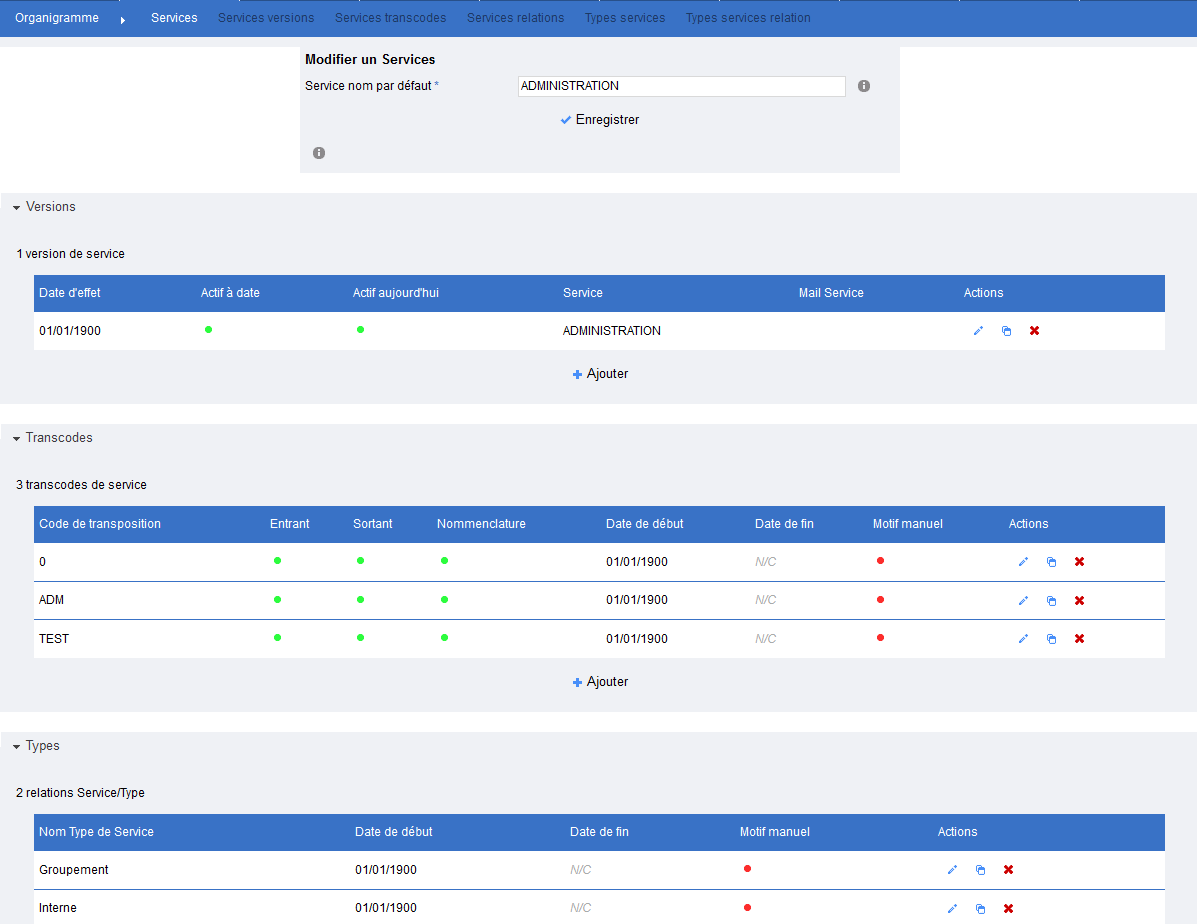 Organigramme Services Services versions Services transcodes Services relations Types services Types services relation
Modifier un Services
Service nom par défaut * ADMINISTRATION
Enregistrer
Versions
1 version de service
Date d'effet Actif à date Actif aujourd'hui Service Mail Service Actions
01/01/1900 ADMINISTRATION
Ajouter
Transcodes
3 transcodes de service
Code de transposition Entrant Sortant Nommenclature Date de début Date de fin Motif manuel Actions
0 01/01/1900 N/C
ADM 01/01/1900 N/C
TEST 01/01/1900 N/C
Ajouter
Types
2 relations Service/Type
Nom Type de Service Date de début Date de fin Motif manuel Actions
Groupement 01/01/1900 N/C
Interne 01/01/1900 N/C